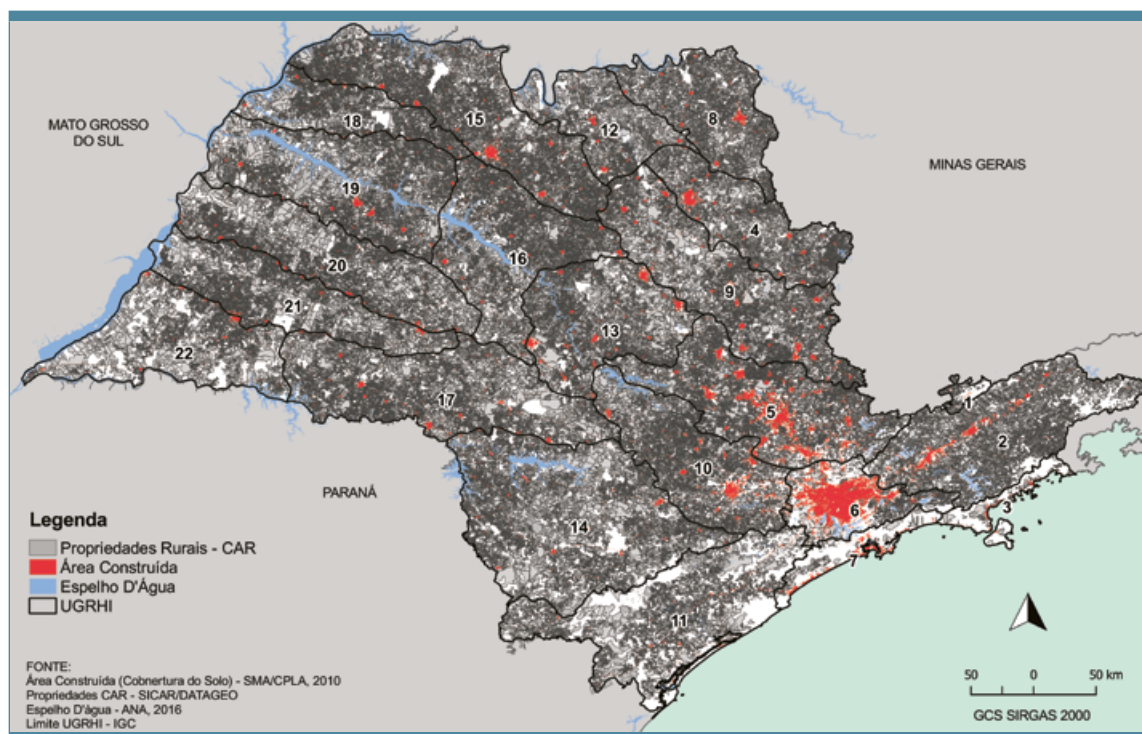 MATO GROSSO
DO SUL
MINAS GERAIS
PARANÁ
18
15
12
8
19
4
16
20
9
21
13
22
17
5
1
2
10
6
3
14
7
11
Legenda
Propriedades Rurais - CAR
Área Construída
Espelho D'Água
UGRHI
FONTE:
Área Construída (Cobnertura do Solo) - SMA/CPLA, 2010
Propriedades CAR - SICAR/DATAGEO
Espelho D'água - ANA, 2016
Limite UGRHI - IGC
50 0 50 km
GCS SIRGAS 2000